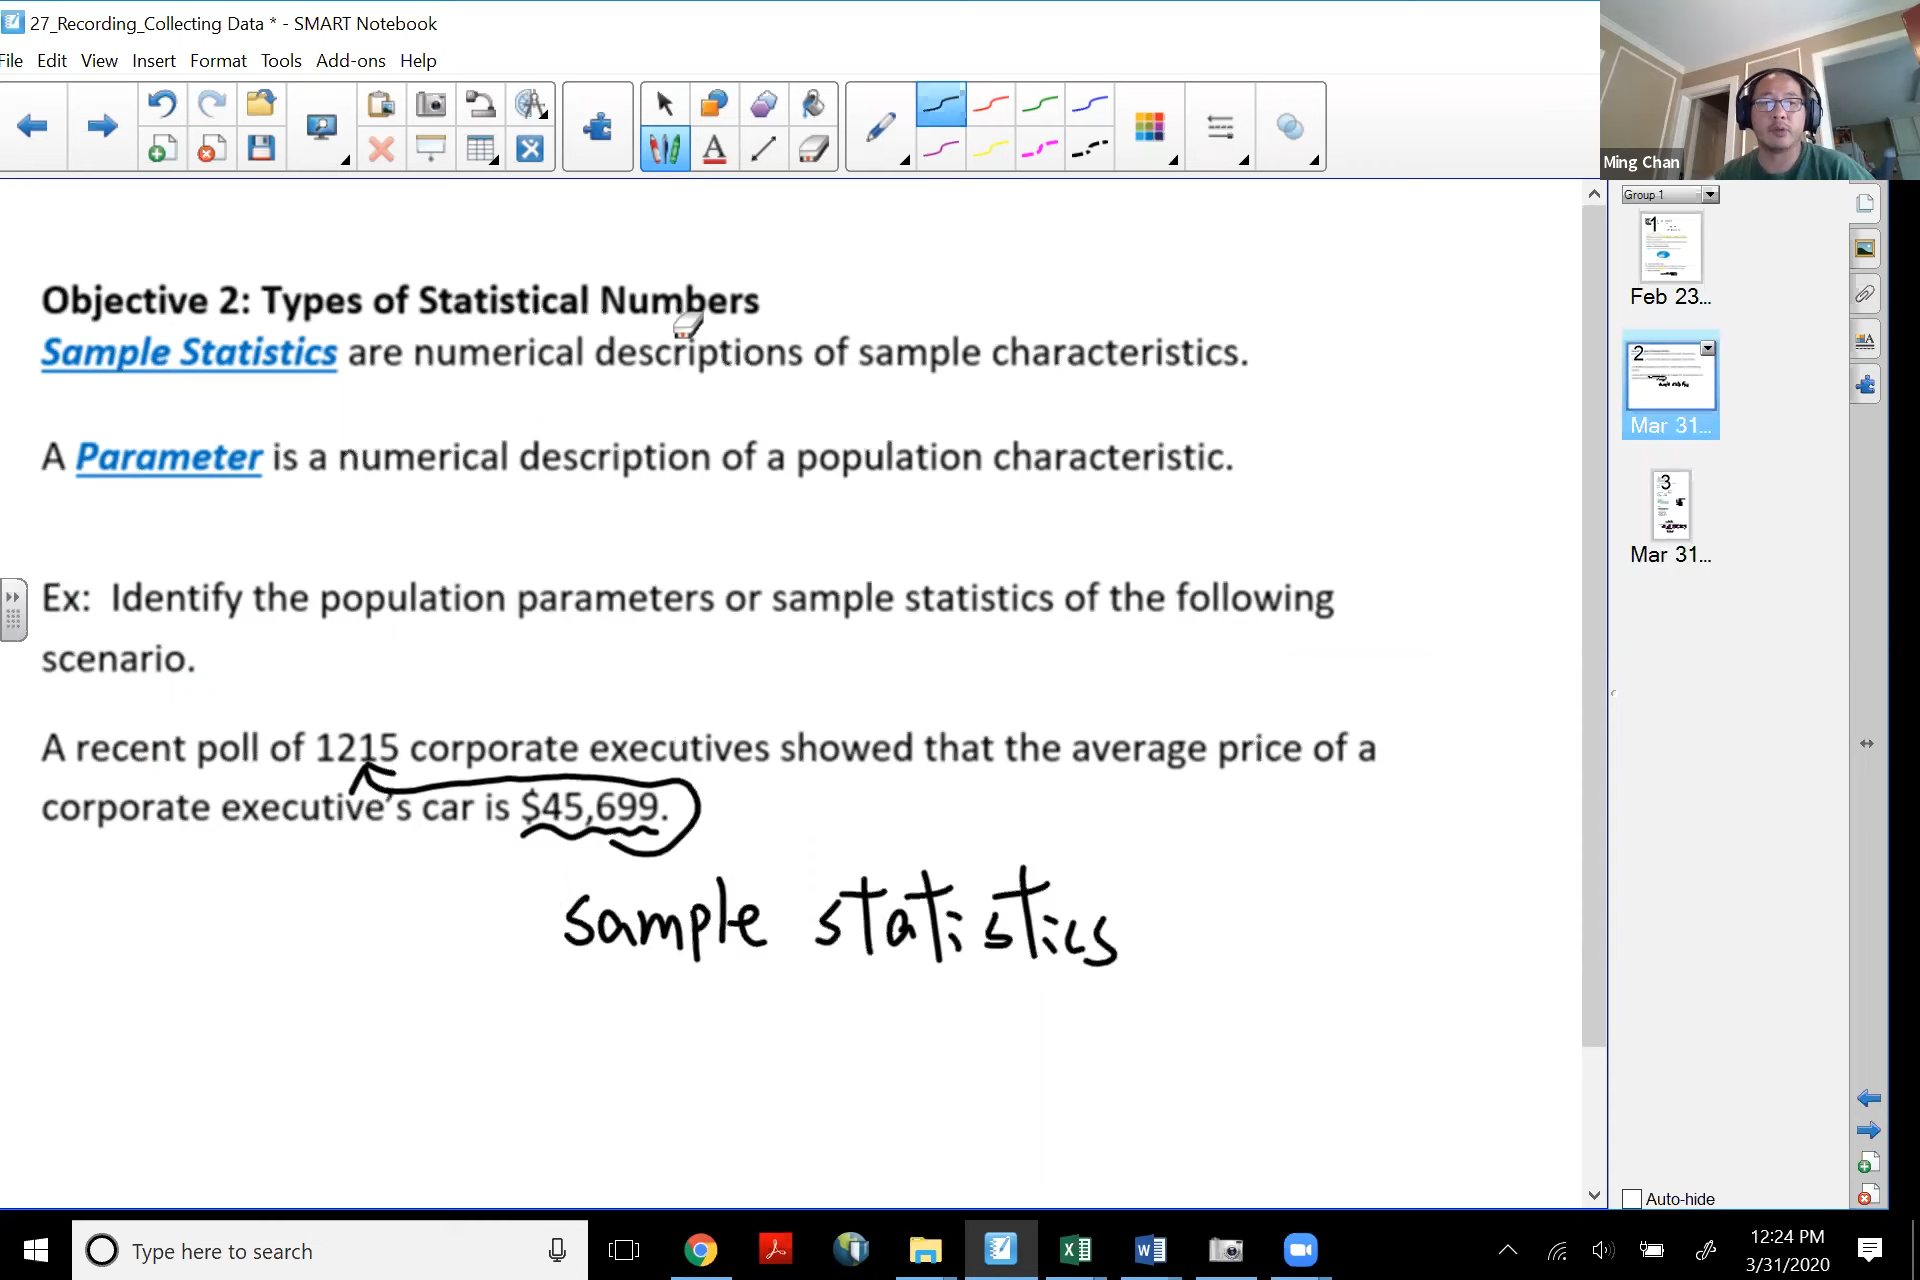 27_Recording_Collecting Data * - SMART Notebook
File Edit View Insert Format Tools Add-ons Help
Ming Chan
Group 1
1
Feb 23...
2
Mar 31...
3
Mar 31...
Objective 2: Types of Statistical Numbers
Sample Statistics are numerical descriptions of sample characteristics.
A Parameter is a numerical description of a population characteristic.
Ex: Identify the population parameters or sample statistics of the following
scenario.
A recent poll of 1215 corporate executives showed that the average price of a
corporate executive's car is $45,699.
sample statistics
Auto-hide
Type here to search
12:24 PM
3/31/2020